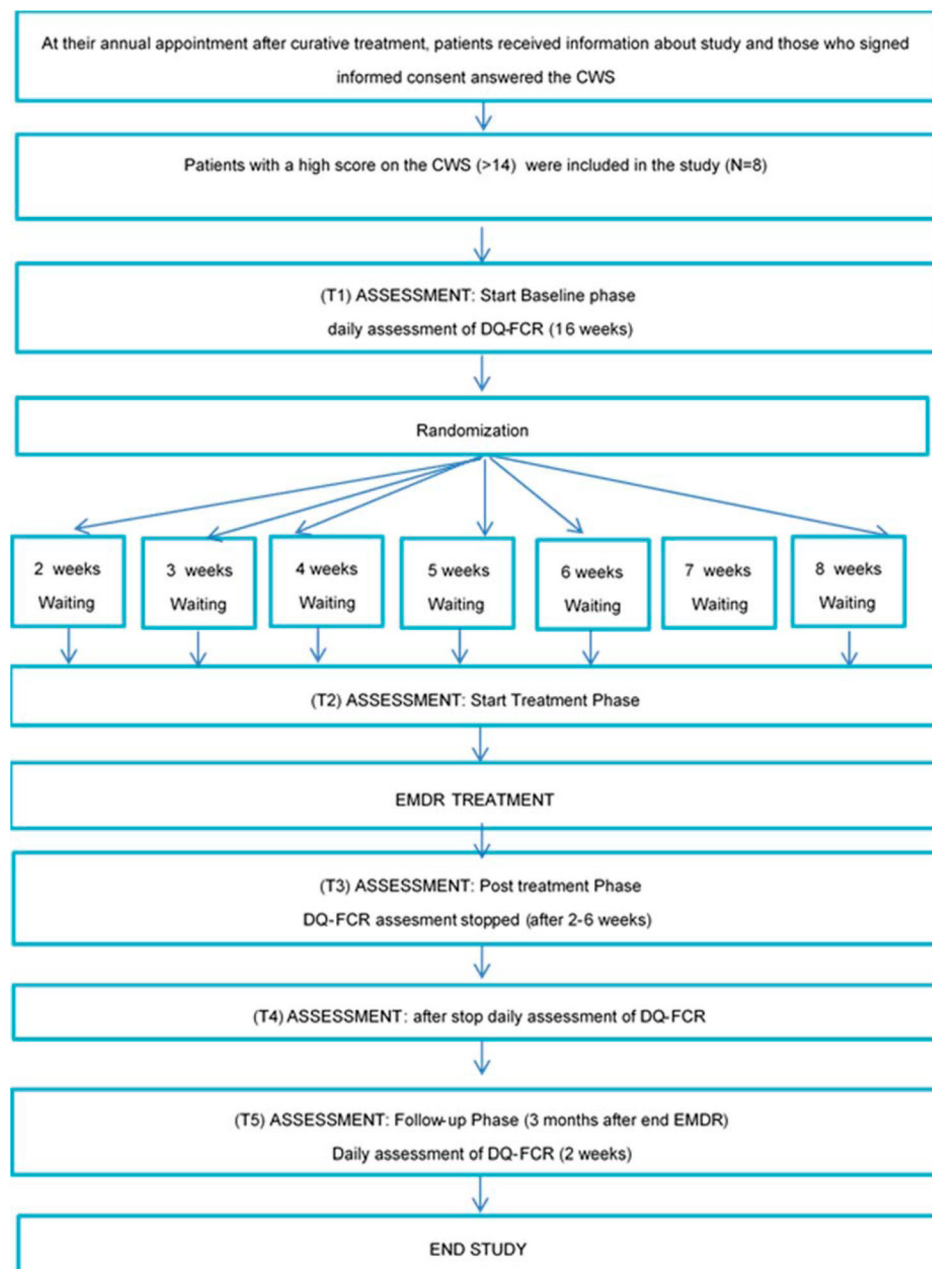 At their annual appointment after curative treatment, patients received information about study and those who signed
informed consent answered the CWS
Patients with a high score on the CWS (>14) were included in the study (N=8)
(T1) ASSESSMENT: Start Baseline phase
daily assessment of DQ-FCR (16 weeks)
Randomization
2 weeks
Waiting
3 weeks
Waiting
4 weeks
Waiting
5 weeks
Waiting
6 weeks
Waiting
7 weeks
Waiting
8 weeks
Waiting
(T2) ASSESSMENT: Start Treatment Phase
EMDR TREATMENT
(T3) ASSESSMENT: Post treatment Phase
DQ-FCR assesment stopped (after 2-6 weeks)
(T4) ASSESSMENT: after stop daily assessment of DQ-FCR
(T5) ASSESSMENT: Follow-up Phase (3 months after end EMDR)
Daily assessment of DQ-FCR (2 weeks)
END STUDY